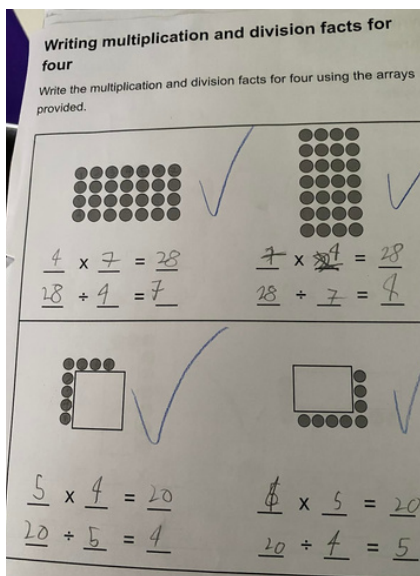 Writing multiplication and division facts for
four
Write the multiplication and division facts for four using the arrays
provided.
4 x 7 = 28
28 ÷ 4 = 7
7 x 4 = 28
28 ÷ 7 = 4
5 x 4 = 20
20 ÷ 5 = 4
4 x 5 = 20
20 ÷ 4 = 5